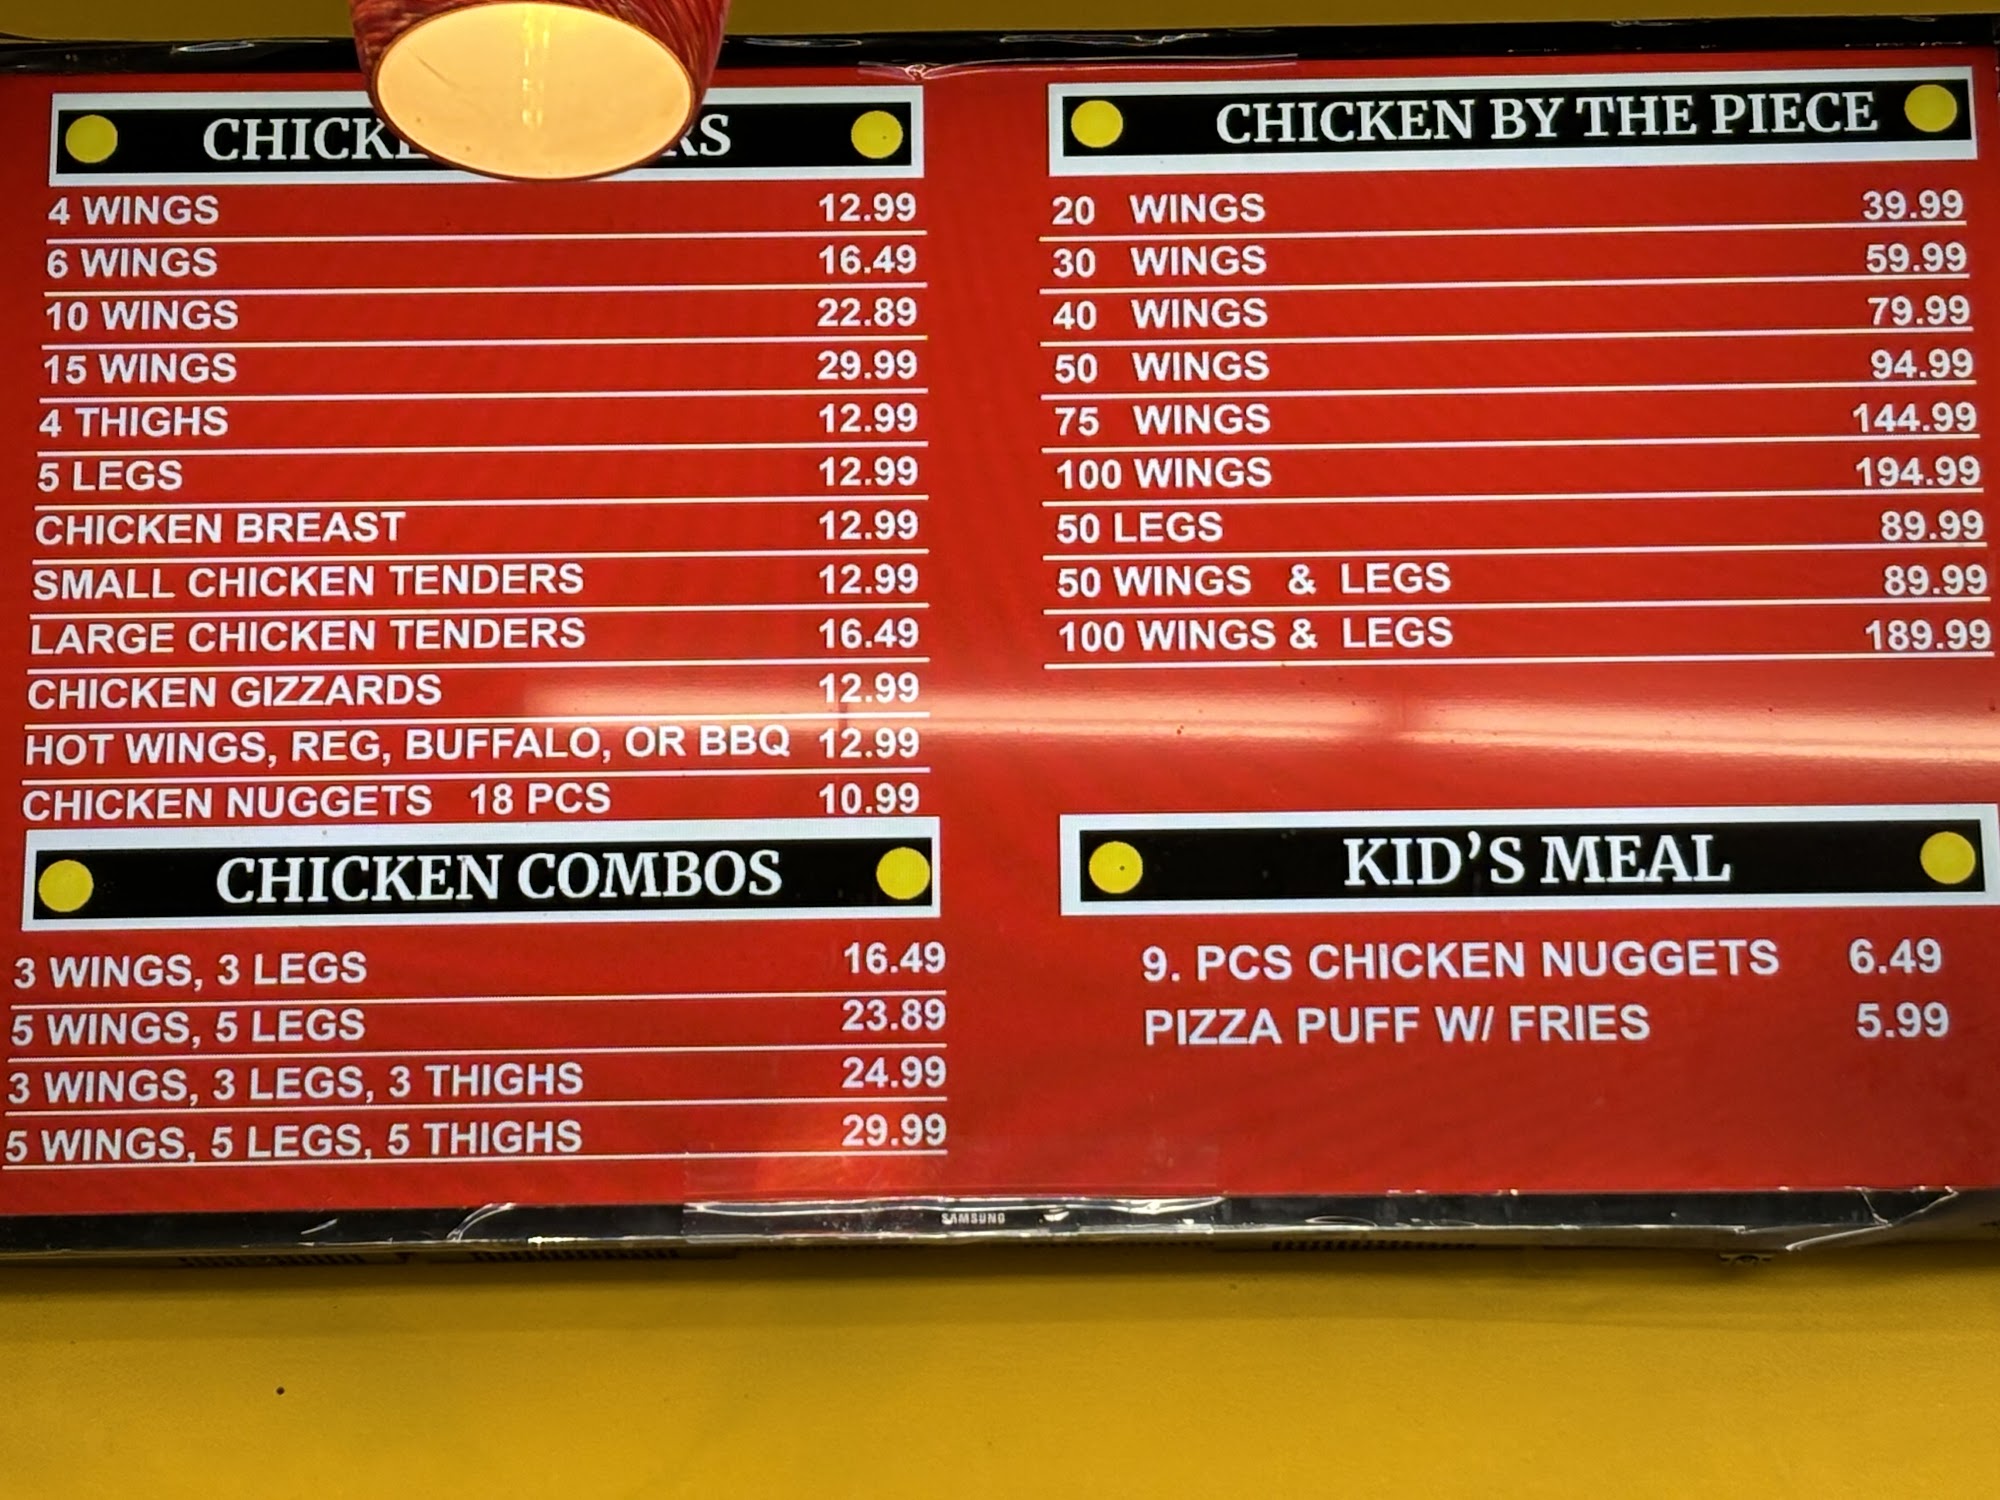 4 WINGS 12.99
6 WINGS 16.49
10 WINGS 22.89
15 WINGS 29.99
4 THIGHS 12.99
5 LEGS 12.99
CHICKEN BREAST 12.99
SMALL CHICKEN TENDERS 12.99
LARGE CHICKEN TENDERS 16.49
CHICKEN GIZZARDS 12.99
HOT WINGS, REG, BUFFALO, OR BBQ 12.99
CHICKEN NUGGETS 18 PCS 10.99
CHICKEN COMBOS
3 WINGS, 3 LEGS 16.49
5 WINGS, 5 LEGS 23.89
3 WINGS, 3 LEGS, 3 THIGHS 24.99
5 WINGS, 5 LEGS, 5 THIGHS 29.99
CHICKEN BY THE PIECE
20 WINGS 39.99
30 WINGS 59.99
40 WINGS 79.99
50 WINGS 94.99
75 WINGS 144.99
100 WINGS 194.99
50 LEGS 89.99
50 WINGS & LEGS 89.99
100 WINGS & LEGS 189.99
KID'S MEAL
9. PCS CHICKEN NUGGETS 6.49
PIZZA PUFF W/ FRIES 5.99
SAMSUNG